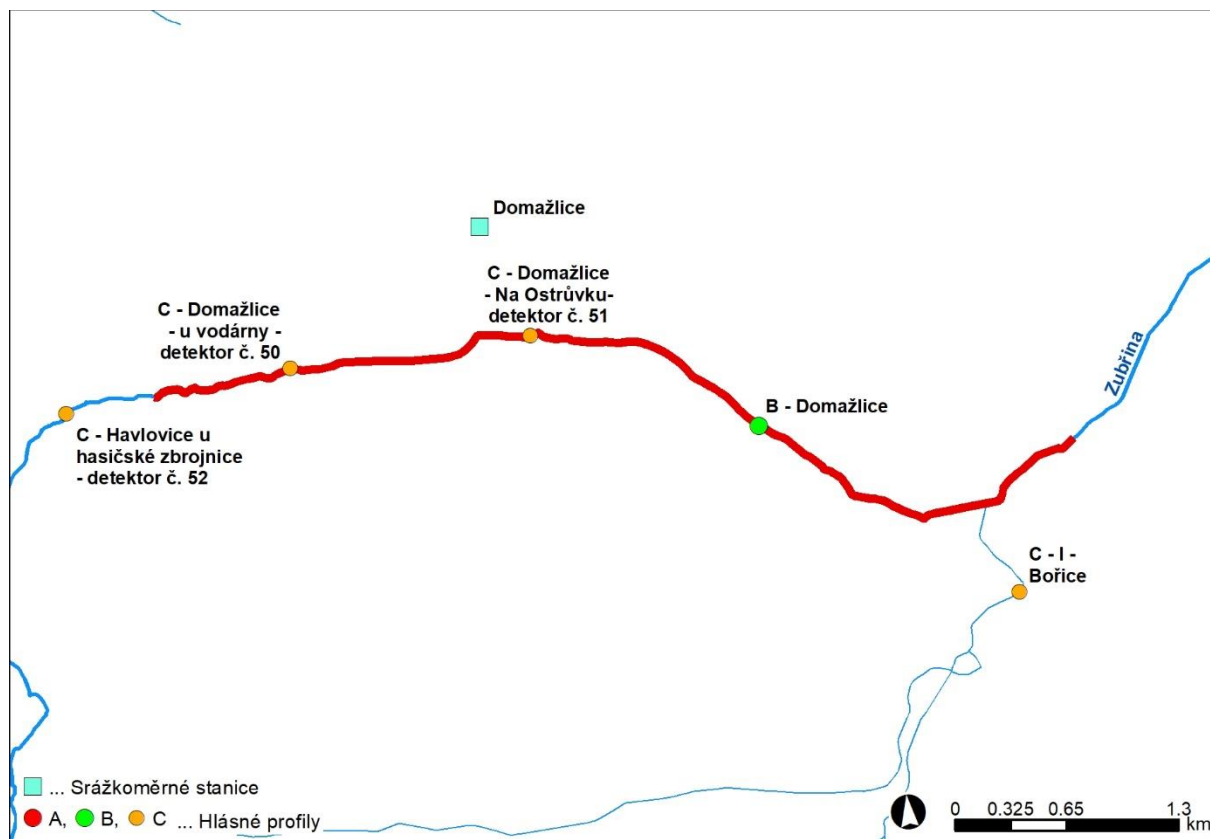 Domažlice
C - Domažlice
- Na Ostrůvku-
detektor č. 51
C - Domažlice
- u vodárny -
detektor č. 50
Zubřina
B - Domažlice
C - Havlovice u
hasičské zbrojnice
- detektor č. 52
C - I -
Bořice
... Srážkoměrné stanice
A, B, C ... Hlásné profily
0 0.325 0.65 1.3
km